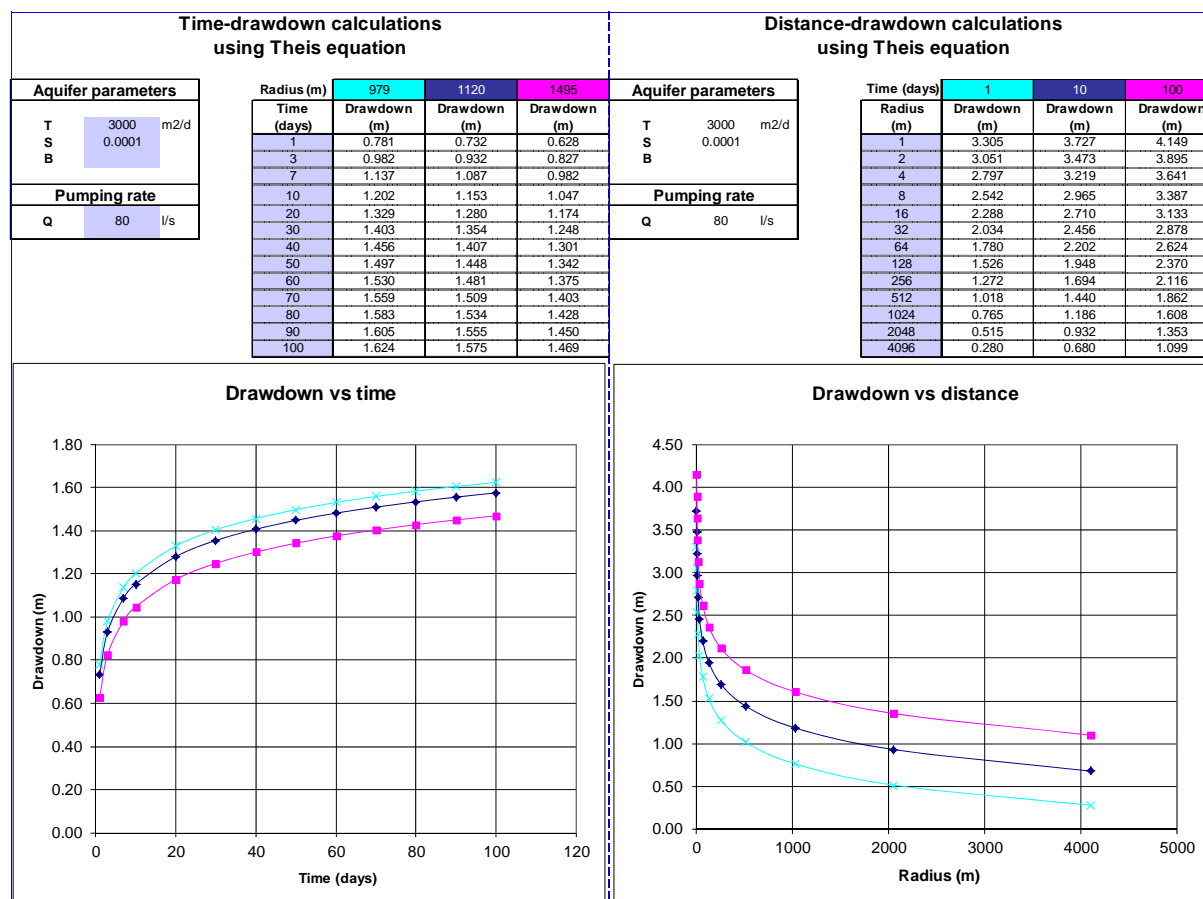 Time-drawdown calculations
using Theis equation
Aquifer parameters
T 3000 m2/d
S 0.0001
B
Pumping rate
Q 80 l/s
Radius (m) 979 1120 1495
Time Drawdown Drawdown Drawdown
(days) (m) (m) (m)
1 0.781 0.732 0.628
3 0.982 0.932 0.827
7 1.137 1.087 0.982
10 1.202 1.153 1.047
20 1.329 1.280 1.174
30 1.403 1.354 1.248
40 1.456 1.407 1.301
50 1.497 1.448 1.342
60 1.530 1.481 1.375
70 1.559 1.509 1.403
80 1.583 1.534 1.428
90 1.605 1.555 1.450
100 1.624 1.575 1.469
Distance-drawdown calculations
using Theis equation
Aquifer parameters
T 3000 m2/d
S 0.0001
B
Pumping rate
Q 80 l/s
Time (days) 1 10 100
Radius Drawdown Drawdown Drawdown
(m) (m) (m) (m)
1 3.305 3.727 4.149
2 3.051 3.473 3.895
4 2.797 3.219 3.641
8 2.542 2.965 3.387
16 2.288 2.710 3.133
32 2.034 2.456 2.878
64 1.780 2.202 2.624
128 1.526 1.948 2.370
256 1.272 1.694 2.116
512 1.018 1.440 1.862
1024 0.765 1.186 1.608
2048 0.515 0.932 1.353
4096 0.280 0.680 1.099
Drawdown vs time
1.80
1.60
1.40
1.20
1.00
0.80
0.60
0.40
0.20
0.00
Drawdown (m)
0 20 40 60 80 100 120
Time (days)
Drawdown vs distance
4.50
4.00
3.50
3.00
2.50
2.00
1.50
1.00
0.50
0.00
Drawdown (m)
0 1000 2000 3000 4000 5000
Radius (m)